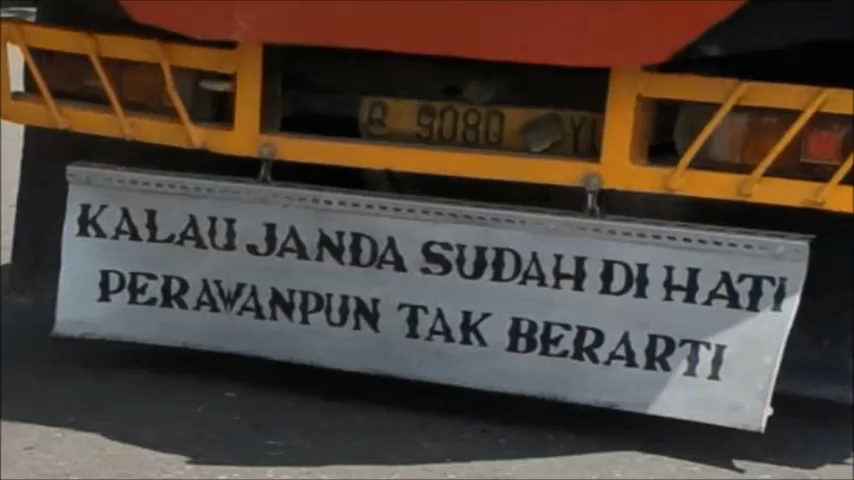 B 9080 Y
KALAU JANDA SUDAH DI HATI
PERAWANPUN TAK BERARTI